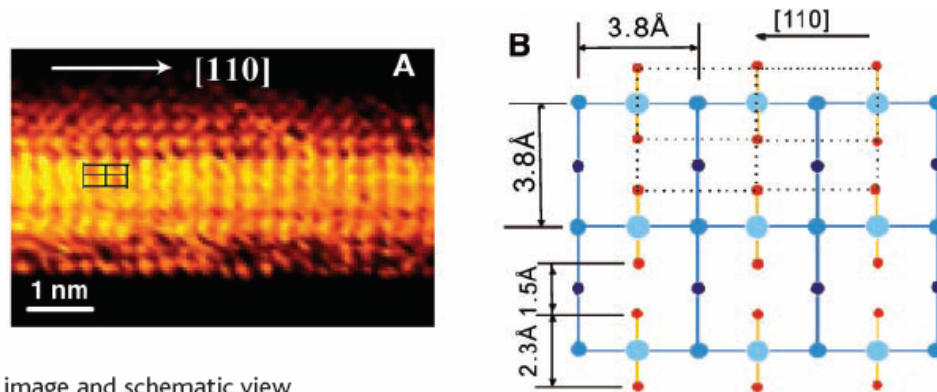 [110]
A
1 nm
B
3.8Å
[110]
3.8Å
1.5Å
2.3Å
image and schematic view